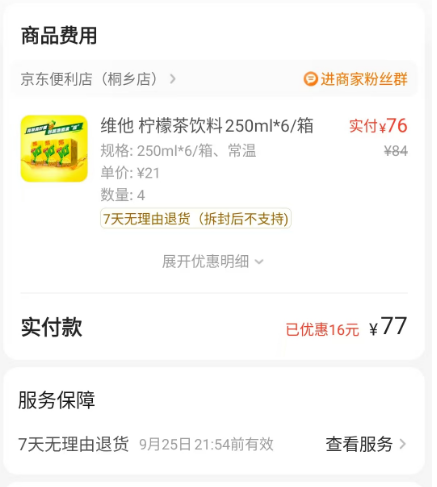 商品费用
京东便利店（桐乡店）
进商家粉丝群
维他 柠檬茶饮料250ml*6/箱
实付¥76
规格: 250ml*6/箱、常温
¥84
单价: ¥21
数量: 4
7天无理由退货（拆封后不支持)
展开优惠明细
实付款
已优惠16元 ¥77
服务保障
7天无理由退货 9月25日21:54前有效 查看服务